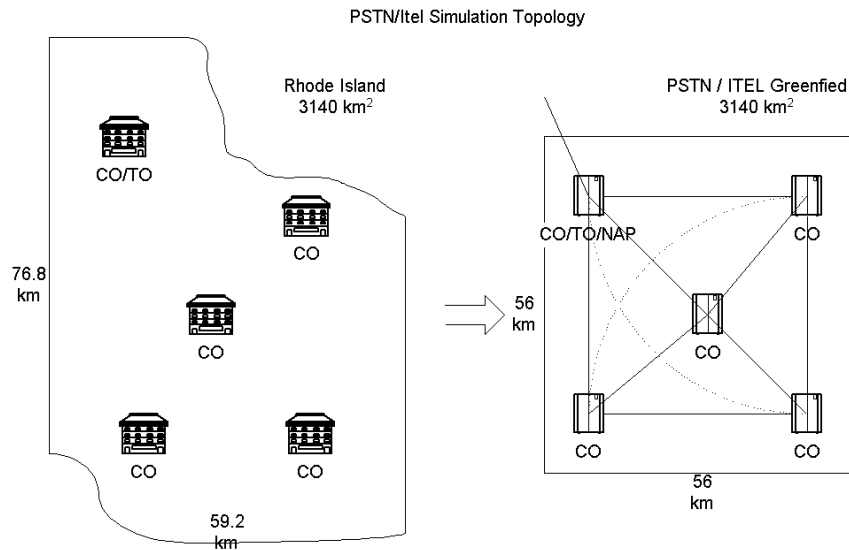 PSTN/Itel Simulation Topology
Rhode Island
3140 km²
CO/TO
CO
CO
CO
CO
76.8
km
59.2
km
PSTN / ITEL Greenfied
3140 km²
CO/TO/NAP
CO
CO
CO
CO
56
km
56
km